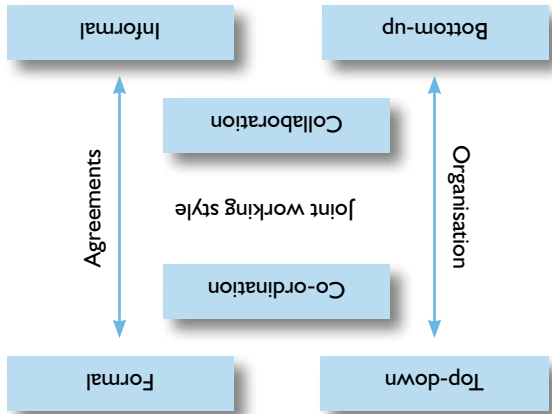 Top-down
Formal
Co-ordination
Organisation
Joint working style
Agreements
Collaboration
Bottom-up
Informal